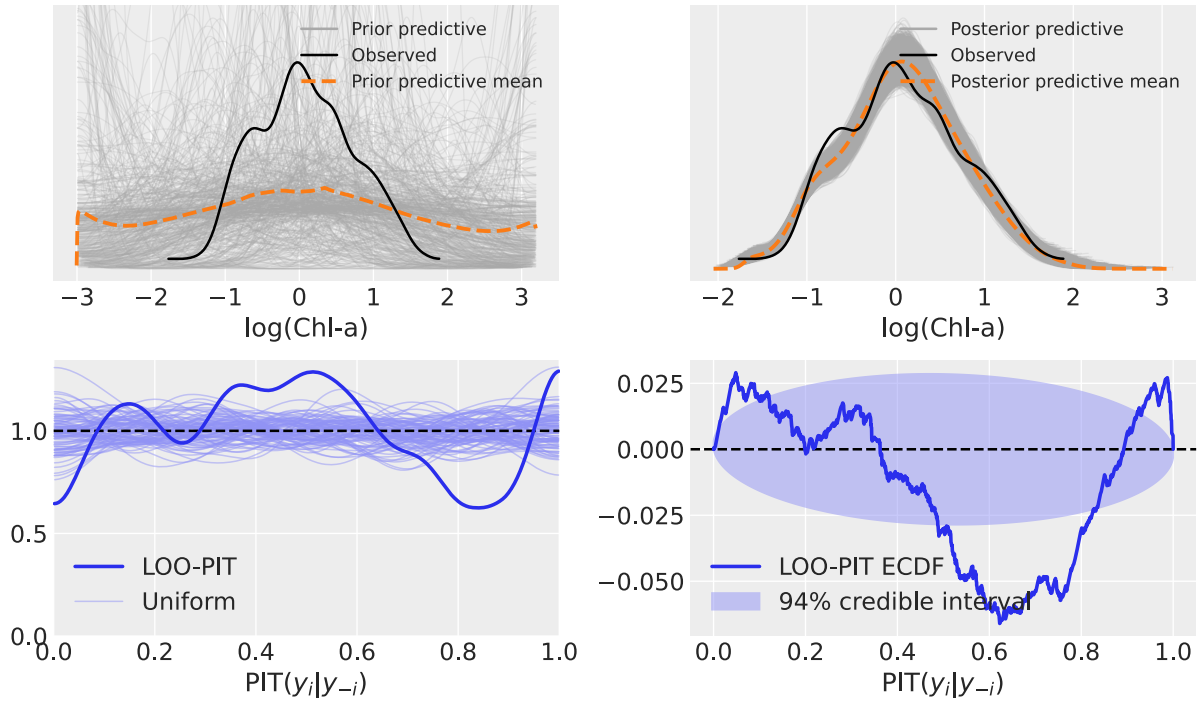 Prior predictive
Observed
Prior predictive mean
−3 −2 −1 0 1 2 3
log(Chl-a)
Posterior predictive
Observed
Posterior predictive mean
−2 −1 0 1 2 3
log(Chl-a)
1.0
0.5
0.0
LOO-PIT
Uniform
0.0 0.2 0.4 0.6 0.8 1.0
PIT(yᵢ|y₋ᵢ)
0.025
0.000
−0.025
−0.050
LOO-PIT ECDF
94% credible interval
0.0 0.2 0.4 0.6 0.8 1.0
PIT(yᵢ|y₋ᵢ)